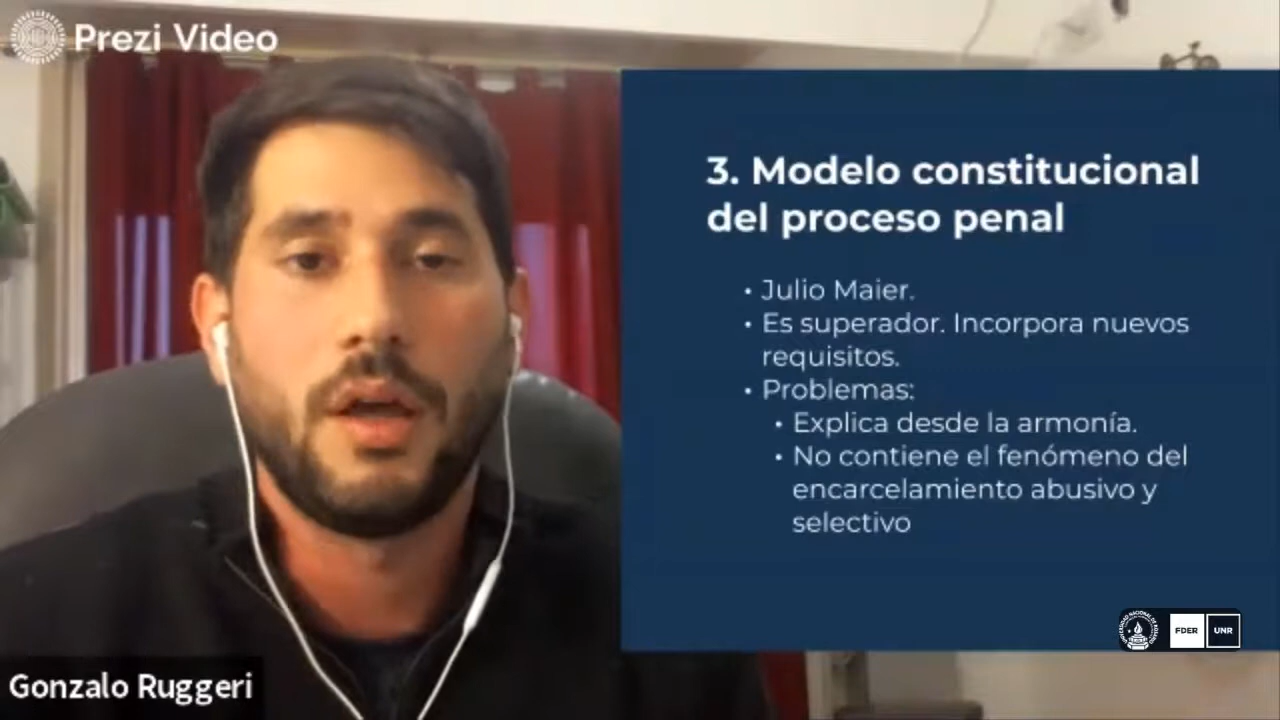 Prezi Video
3. Modelo constitucional
del proceso penal
• Julio Maier.
• Es superador. Incorpora nuevos
requisitos.
• Problemas:
• Explica desde la armonía.
• No contiene el fenómeno del
encarcelamiento abusivo y
selectivo
FDER
UNR
Gonzalo Ruggeri